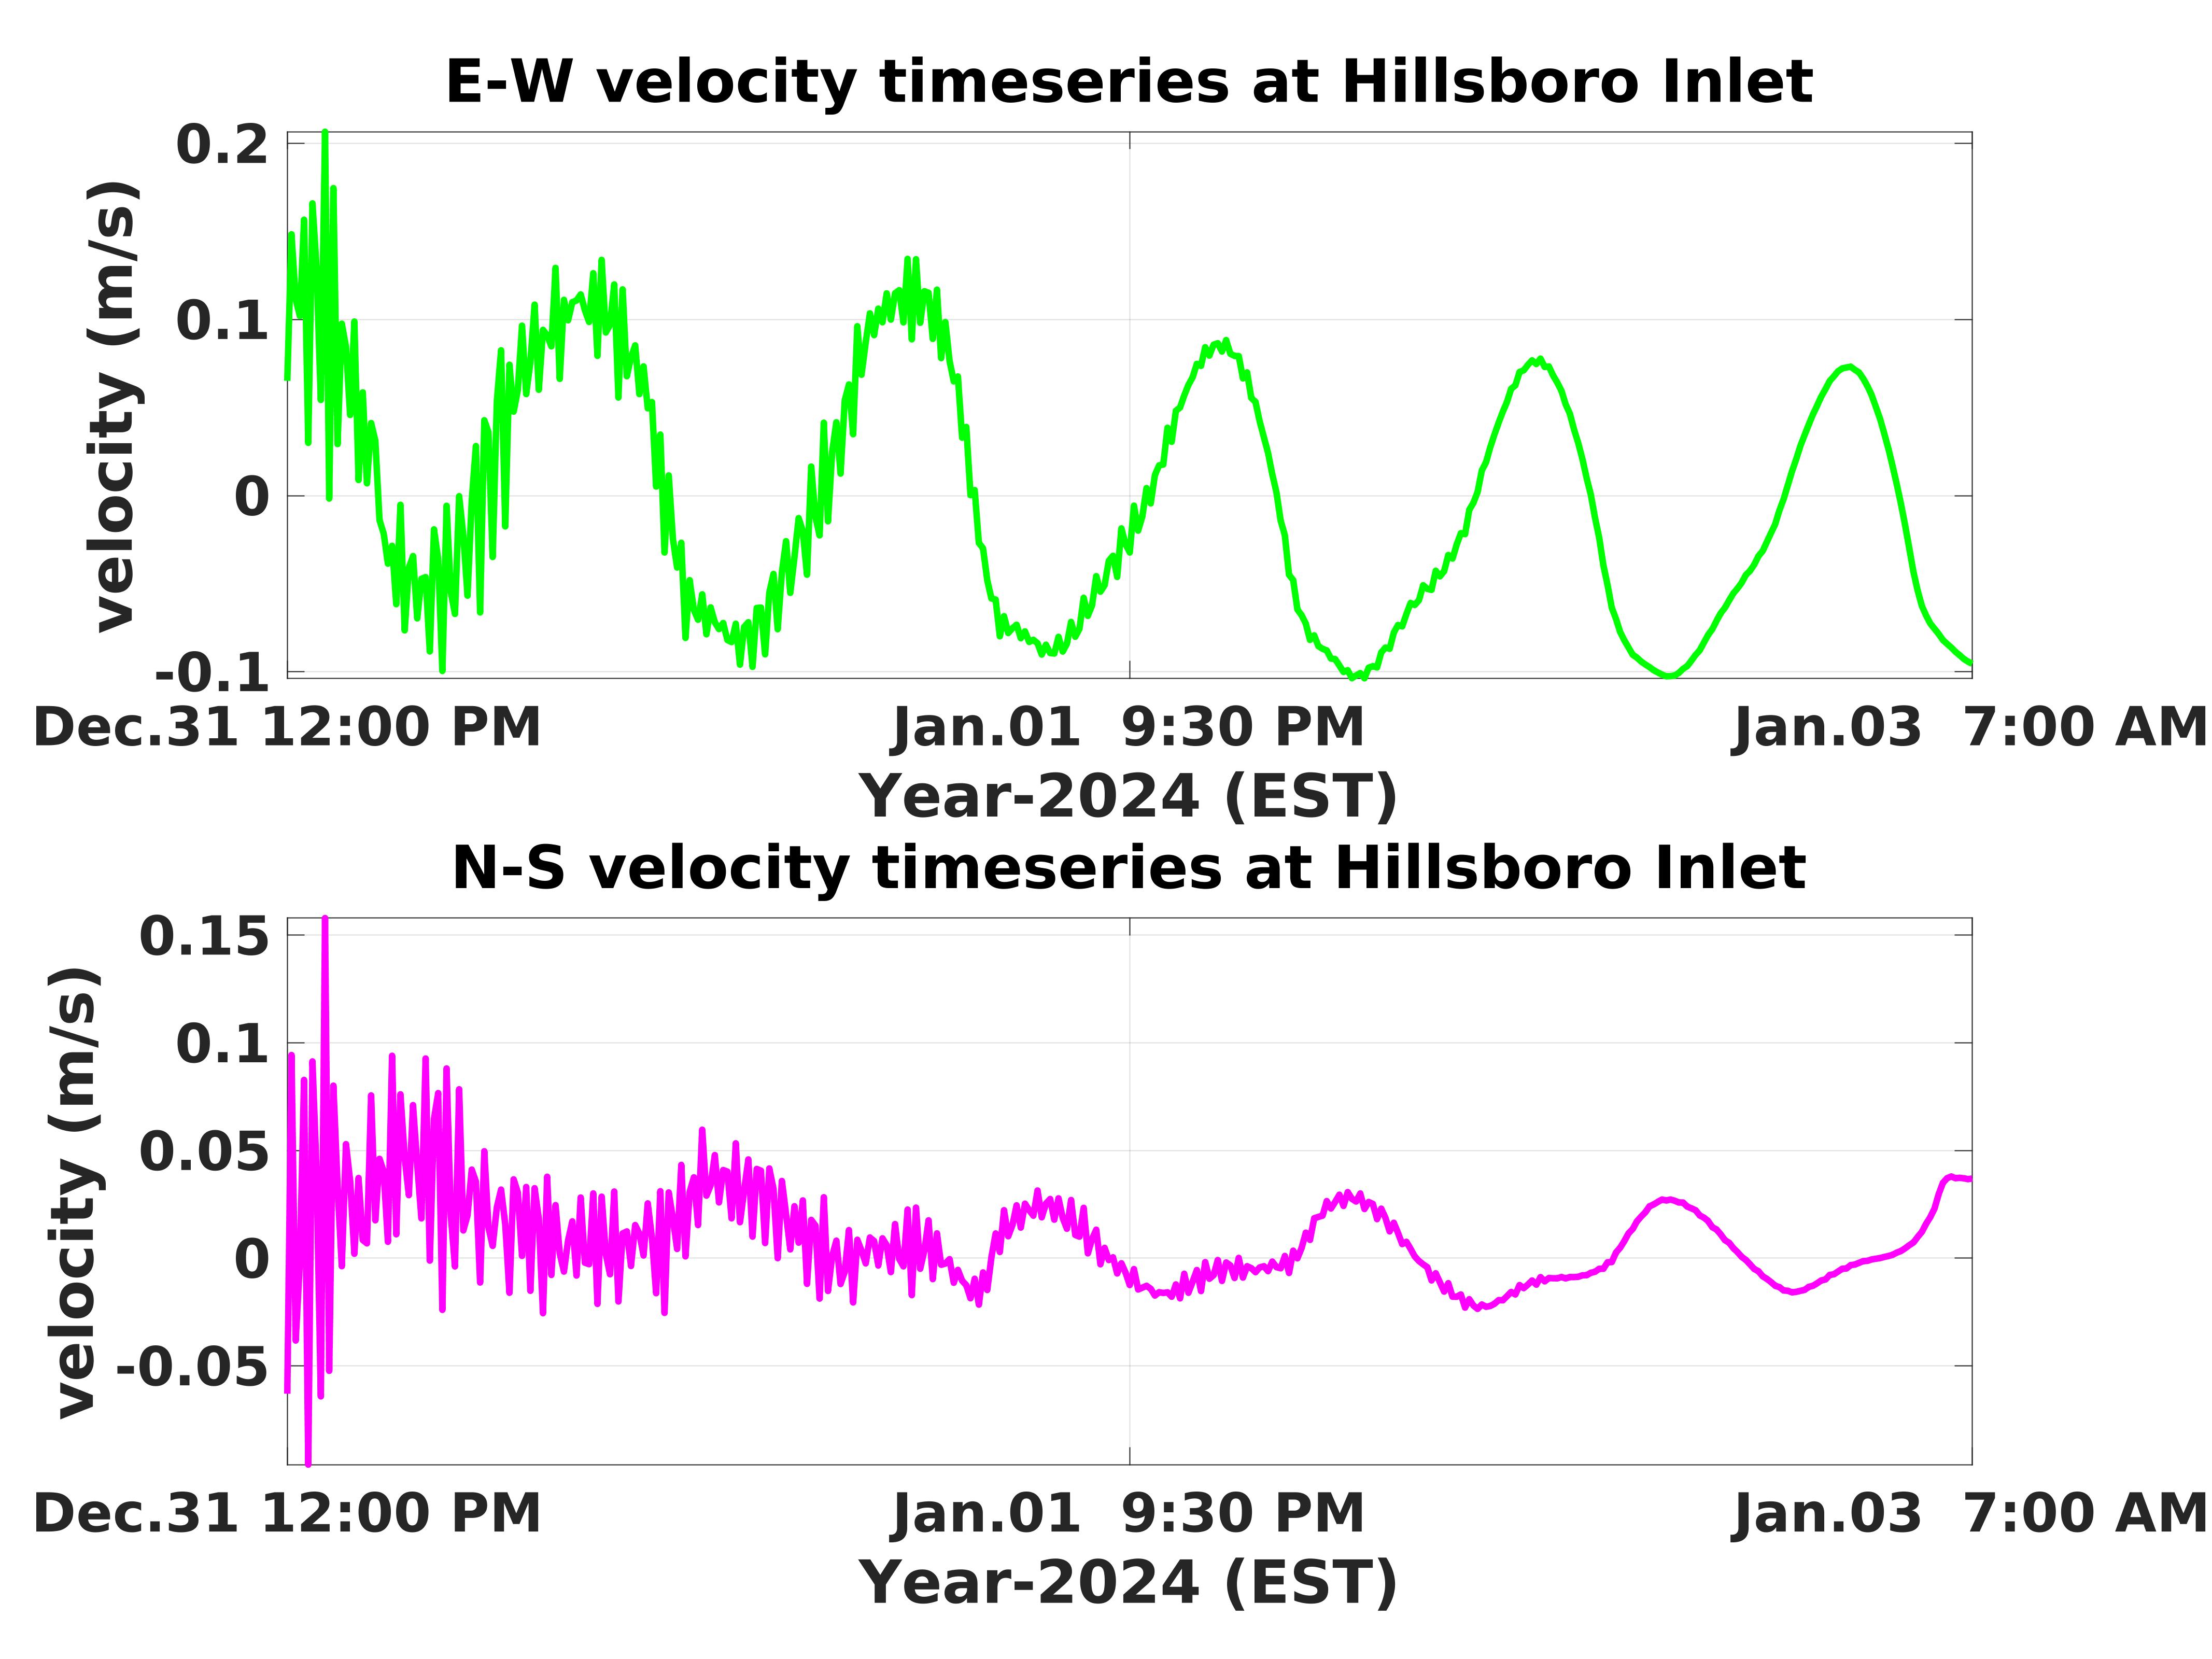 E-W velocity timeseries at Hillsboro Inlet
velocity (m/s)
0.2
0.1
0
-0.1
Dec.31 12:00 PM
Jan.01 9:30 PM
Jan.03 7:00 AM
Year-2024 (EST)
N-S velocity timeseries at Hillsboro Inlet
velocity (m/s)
0.15
0.1
0.05
0
-0.05
Dec.31 12:00 PM
Jan.01 9:30 PM
Jan.03 7:00 AM
Year-2024 (EST)